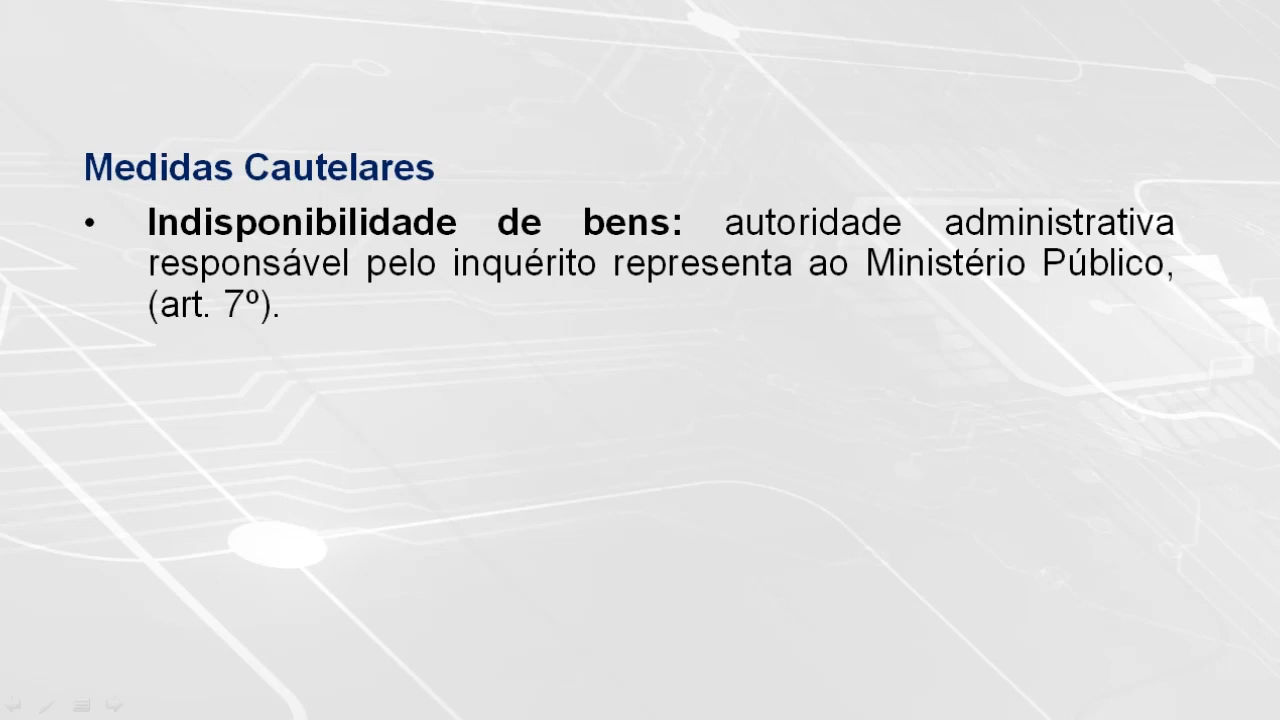 Medidas Cautelares
• Indisponibilidade de bens: autoridade administrativa
responsável pelo inquérito representa ao Ministério Público,
(art. 7º).